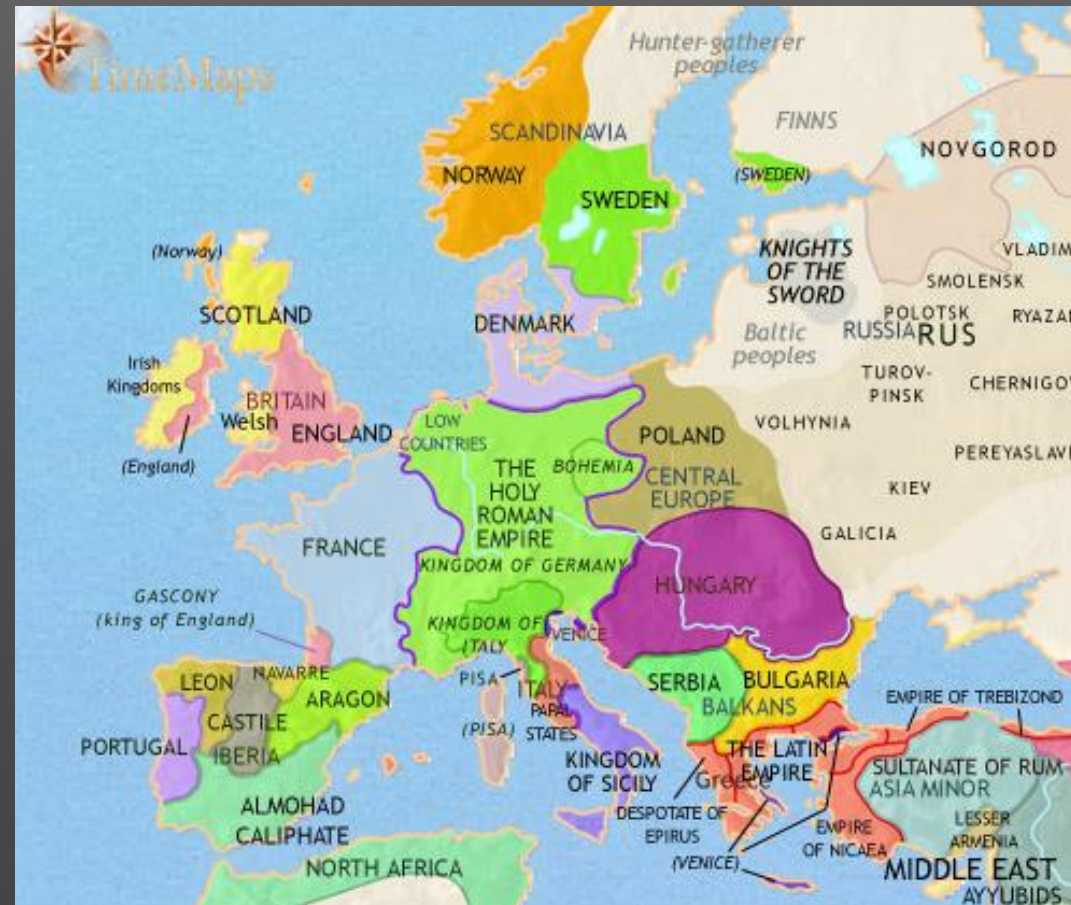 TimeMaps
Hunter-gatherer
peoples
FINNS
SCANDINAVIA
NORWAY
SWEDEN
(SWEDEN)
NOVGOROD
(Norway)
SCOTLAND
DENMARK
KNIGHTS
OF THE
SWORD
Baltic
peoples
VLADIM
SMOLENSK
POLOTSK
RYAZA
RUSSIA
RUS
TUROV-
PINSK
CHERNIGOV
VOLHYNIA
PEREYASLAV
KIEV
GALICIA
Irish
Kingdoms
BRITAIN
Welsh
ENGLAND
(England)
LOW
COUNTRIES
THE
HOLY
ROMAN
EMPIRE
BOHEMIA
POLAND
CENTRAL
EUROPE
FRANCE
KINGDOM OF GERMANY
HUNGARY
GASCONY
(king of England)
KINGDOM OF
ITALY
VENICE
LEON
NAVARRE
ARAGON
CASTILE
IBERIA
PORTUGAL
PISA
(PISA)
ITALY
PAPAL
STATES
SERBIA
BULGARIA
BALKANS
EMPIRE OF TREBIZOND
ALMOHAD
CALIPHATE
KINGDOM
OF SICILY
THE LATIN
EMPIRE
Greece
SULTANATE OF RUM
ASIA MINOR
DESPOTATE OF
EPIRUS
EMPIRE
OF NICAEA
LESSER
ARMENIA
(VENICE)
NORTH AFRICA
MIDDLE EAST
AYYUBIDS